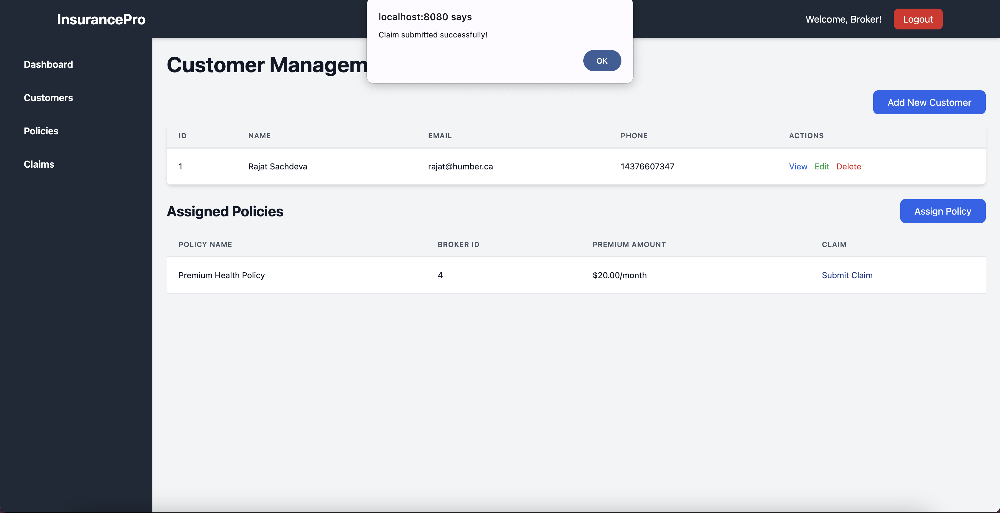 InsurancePro
localhost:8080 says
Claim submitted successfully!
OK
Welcome, Broker!
Logout
Dashboard
Customers
Policies
Claims
Customer Managem
Add New Customer
ID NAME EMAIL PHONE ACTIONS
1 Rajat Sachdeva rajat@humber.ca 14376607347 View Edit Delete
Assigned Policies
Assign Policy
POLICY NAME BROKER ID PREMIUM AMOUNT CLAIM
Premium Health Policy 4 $20.00/month Submit Claim